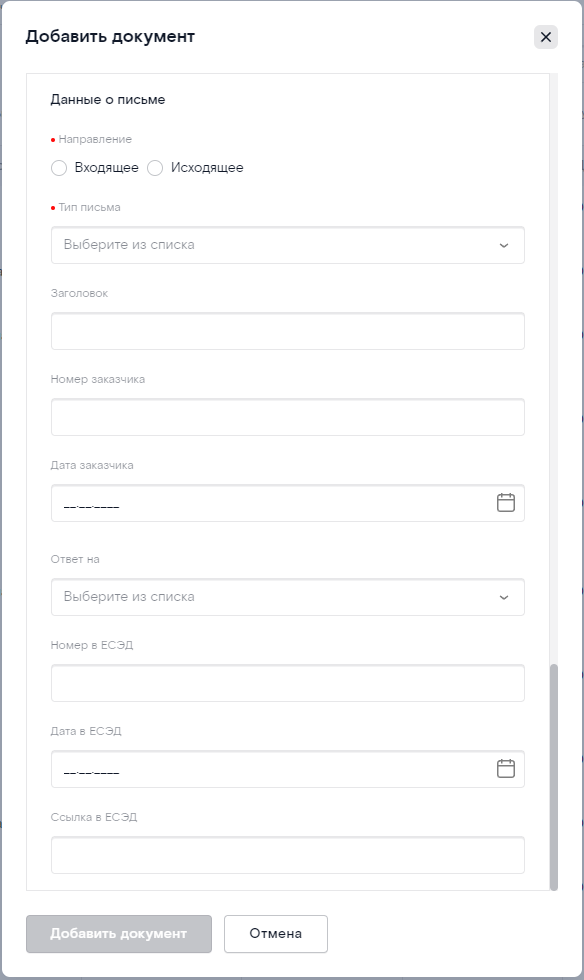 Добавить документ
Данные о письме
Направление
Входящее Исходящее
Тип письма
Выберите из списка
Заголовок
Номер заказчика
Дата заказчика
__.__.____
Ответ на
Выберите из списка
Номер в ЕСЭД
Дата в ЕСЭД
__.__.____
Ссылка в ЕСЭД
Добавить документ Отмена